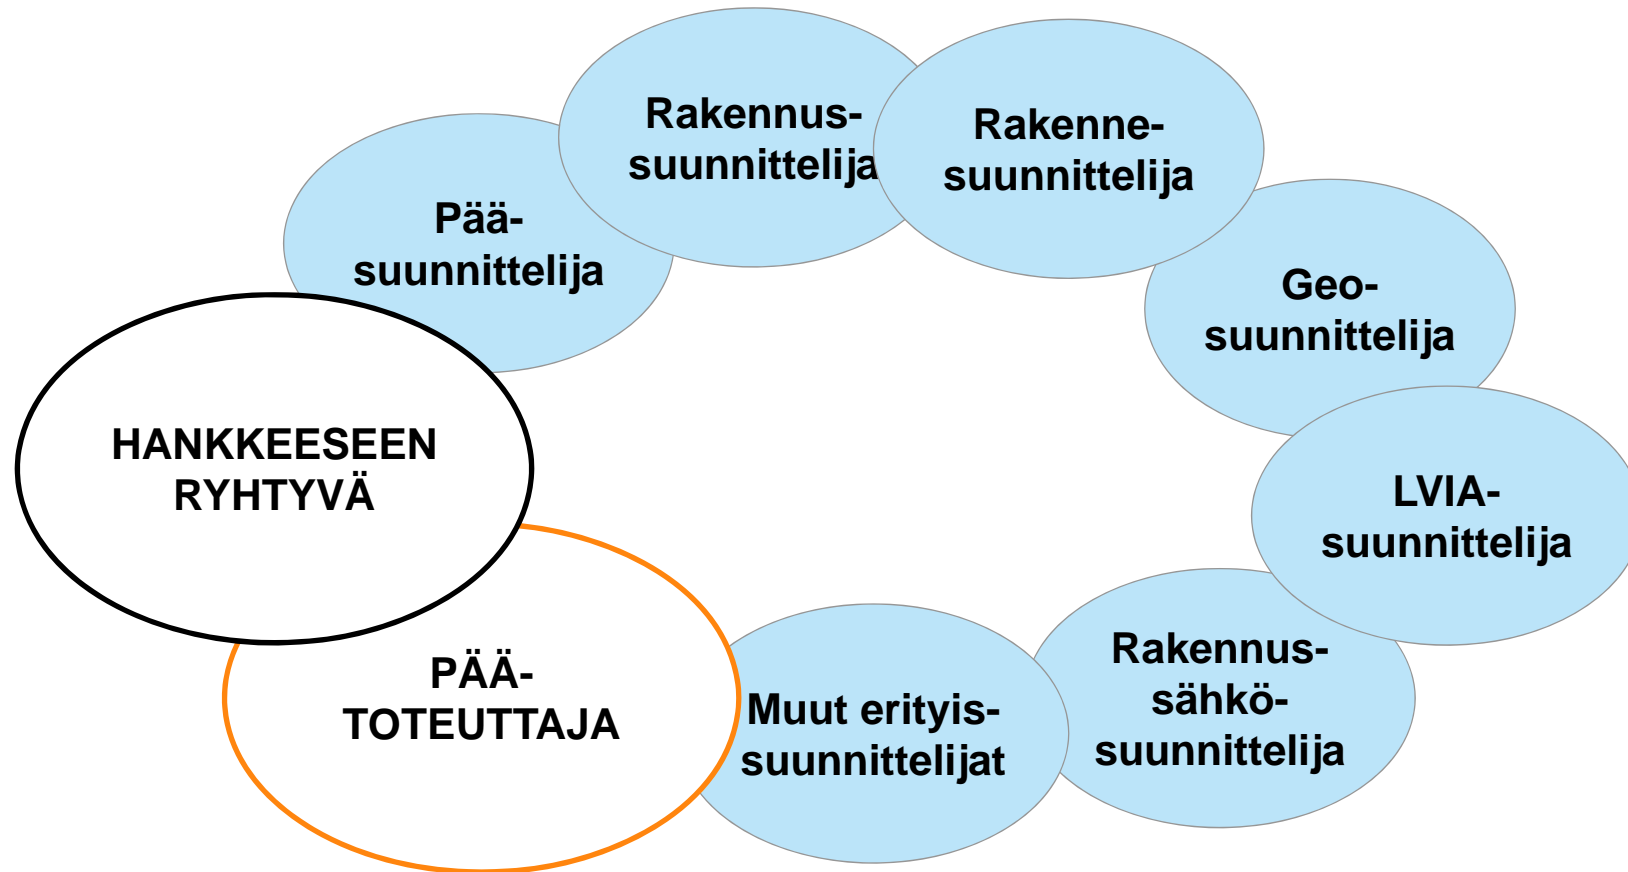 Rakennus-
suunnittelija
Rakenne-
suunnittelija
Pää-
suunnittelija
Geo-
suunnittelija
HANKKEESEEN
RYHTYVÄ
LVIA-
suunnittelija
PÄÄ-
TOTEUTTAJA
Muut erityis-
suunnittelijat
Rakennus-
sähkö-
suunnittelija